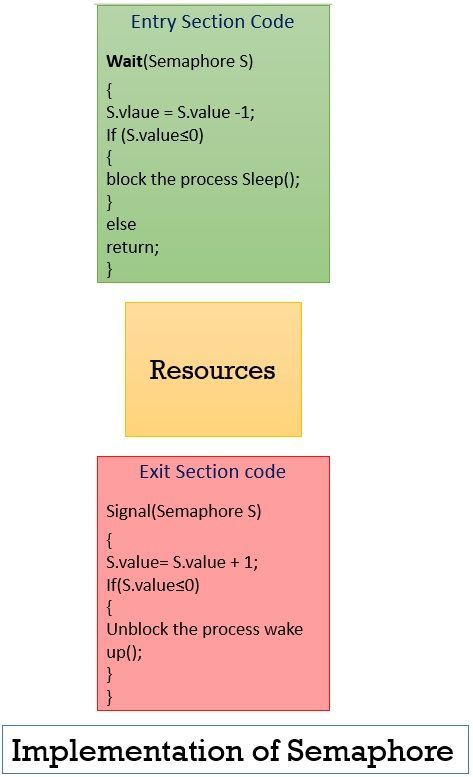 Entry Section Code
Wait(Semaphore S)
{
S.vlaue = S.value -1;
If (S.value≤0)
{
block the process Sleep();
}
else
return;
}
Resources
Exit Section code
Signal(Semaphore S)
{
S.value= S.value + 1;
If(S.value≤0)
{
Unblock the process wake
up();
}
}
Implementation of Semaphore